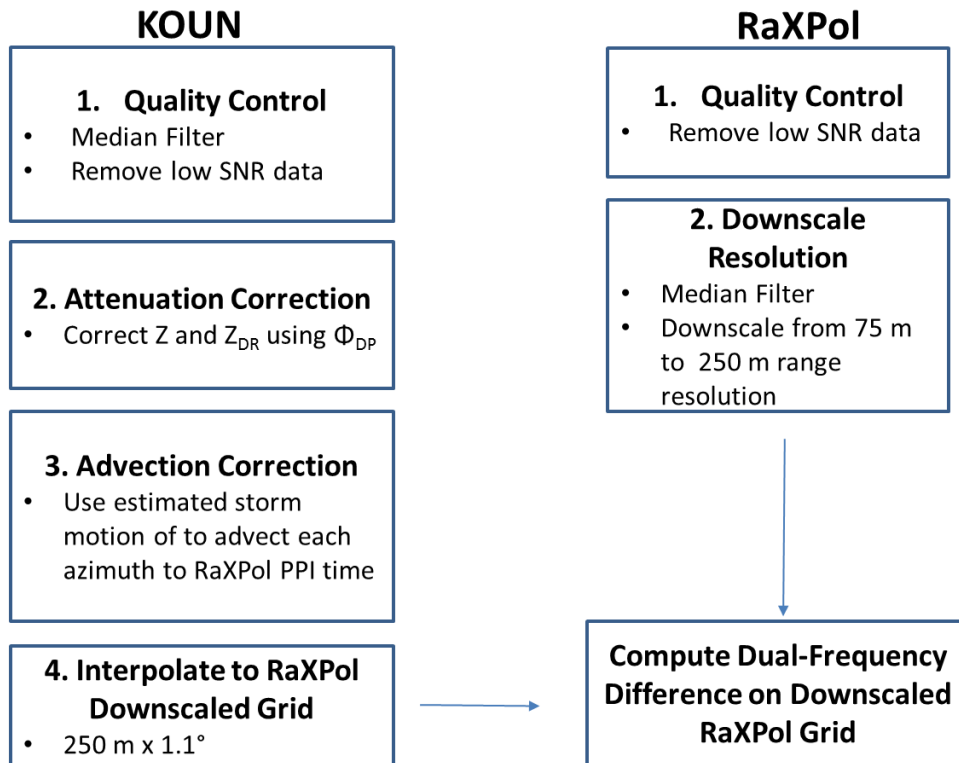 KOUN
1. Quality Control
• Median Filter
• Remove low SNR data
2. Attenuation Correction
• Correct Z and Z_DR using Φ_DP
3. Advection Correction
• Use estimated storm
motion of to advect each
azimuth to RaXPol PPI time
4. Interpolate to RaXPol
Downscaled Grid
• 250 m x 1.1°
RaXPol
1. Quality Control
• Remove low SNR data
2. Downscale
Resolution
• Median Filter
• Downscale from 75 m
to 250 m range
resolution
Compute Dual-Frequency
Difference on Downscaled
RaXPol Grid